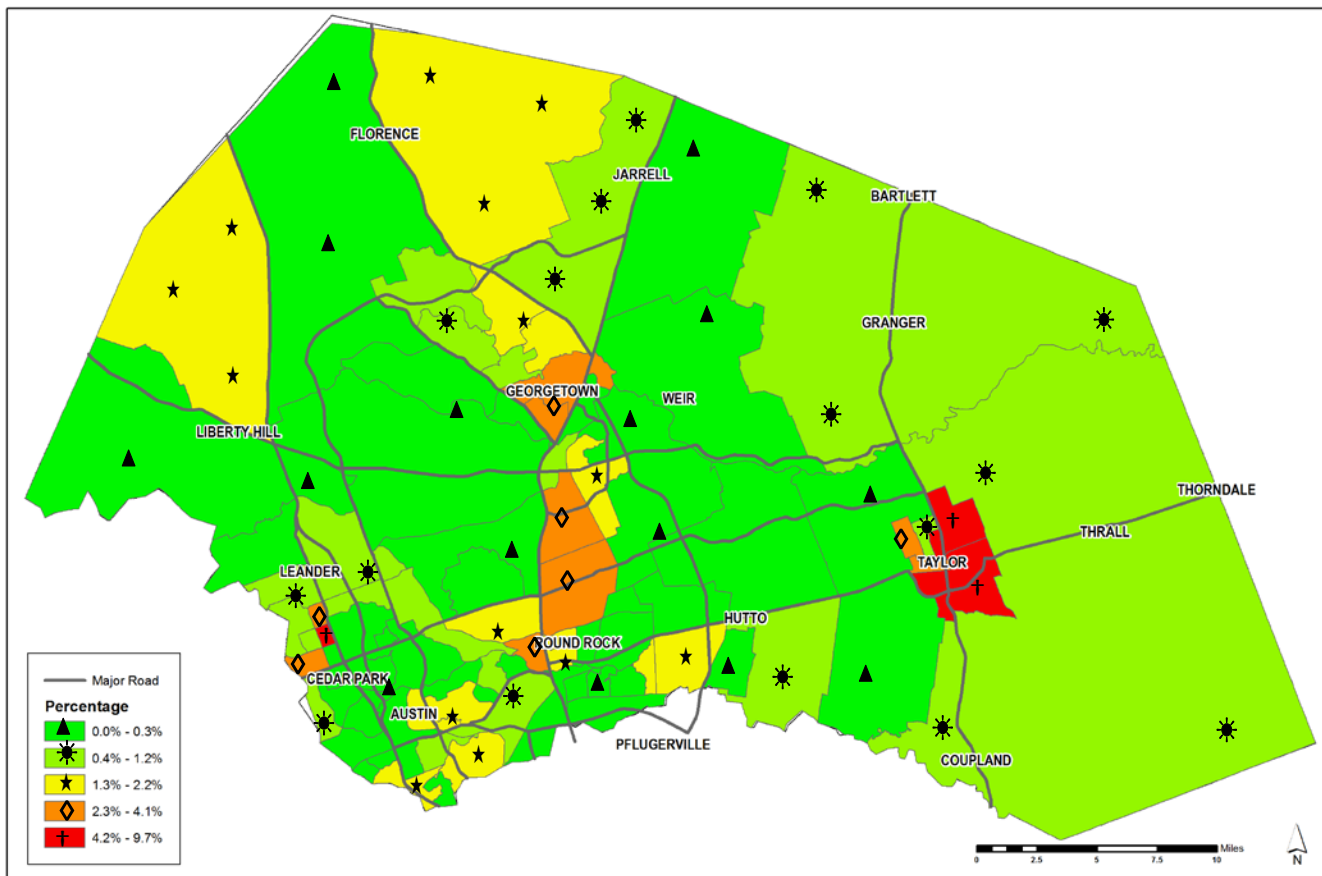 FLORENCE
JARRELL
BARTLETT
GRANGER
GEORGETOWN
WEIR
LIBERTY HILL
THORNDALE
THRALL
TAYLOR
LEANDER
HUTTO
ROUND ROCK
CEDAR PARK
AUSTIN
PFLUGERVILLE
COUPLAND
Major Road
Percentage
0.0% - 0.3%
0.4% - 1.2%
1.3% - 2.2%
2.3% - 4.1%
4.2% - 9.7%
Miles
0 2.5 5 7.5 10
N